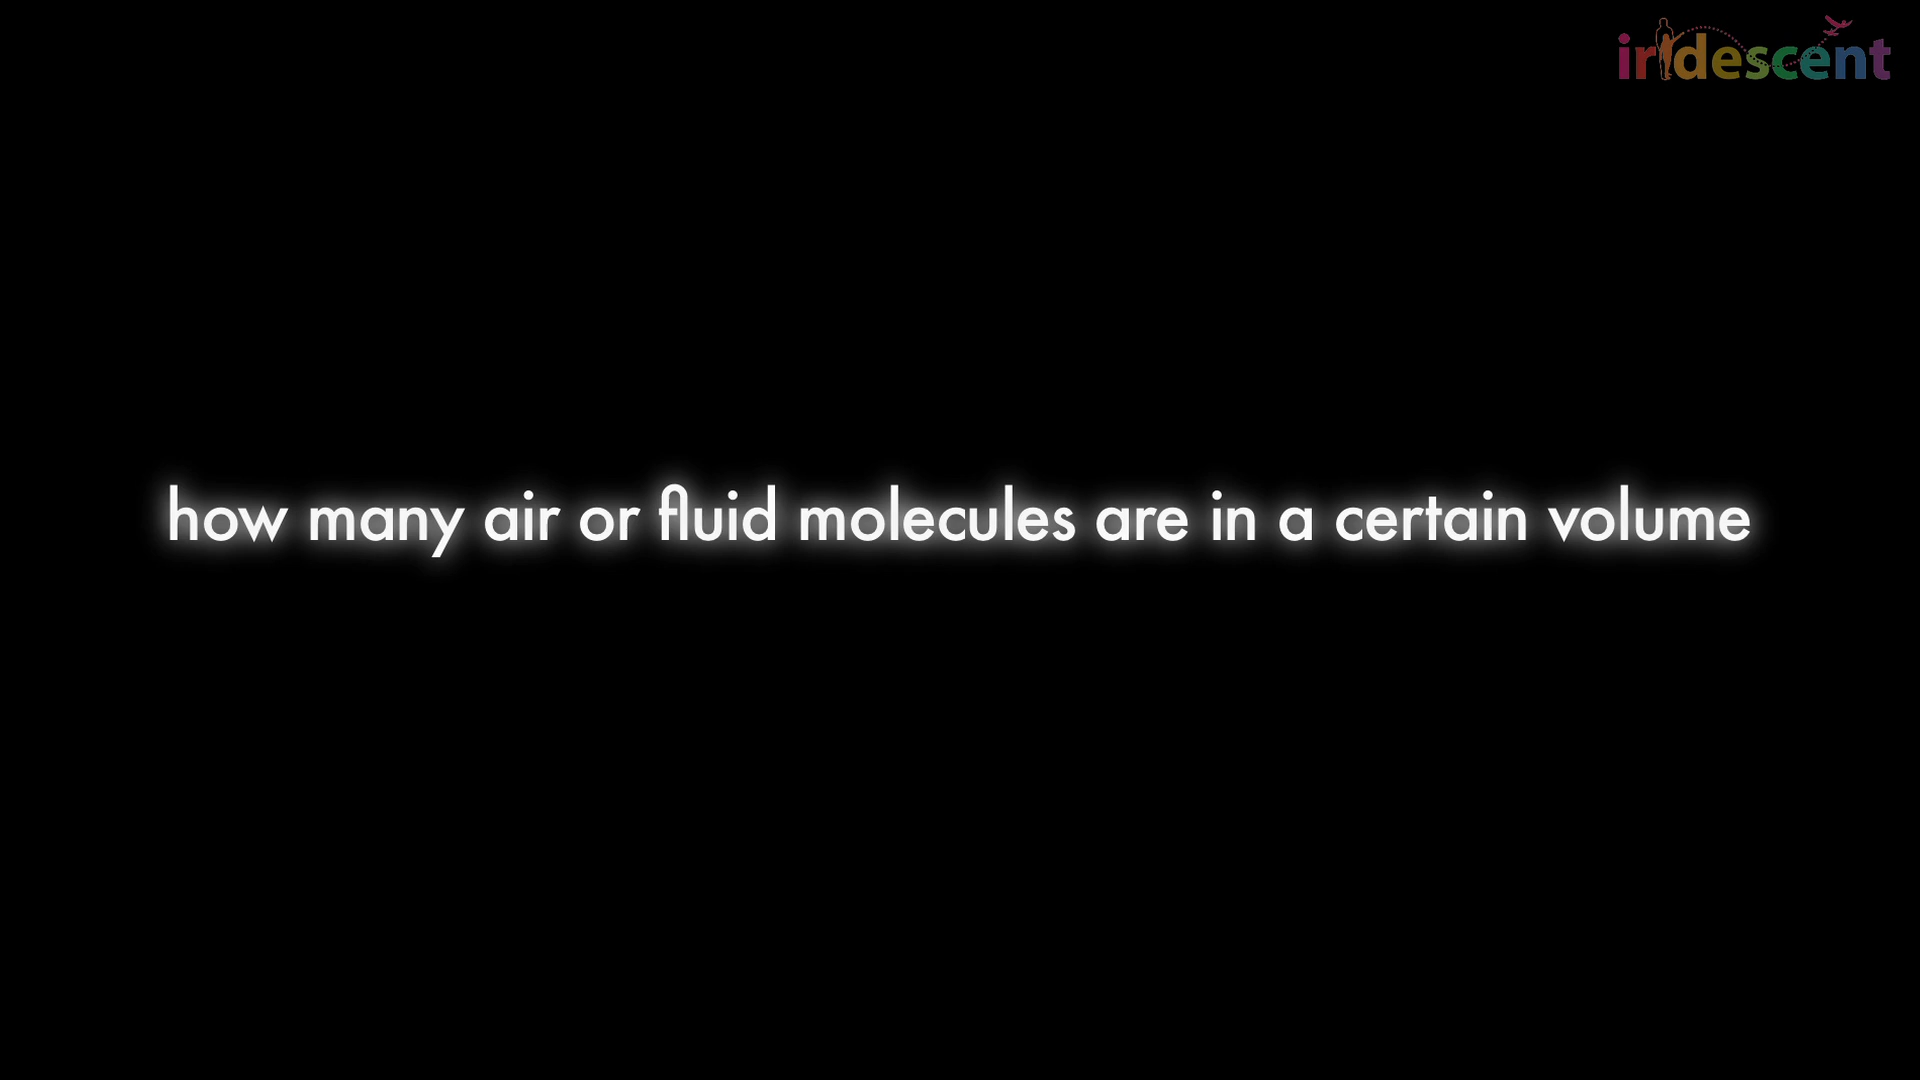 iridescent
how many air or fluid molecules are in a certain volume